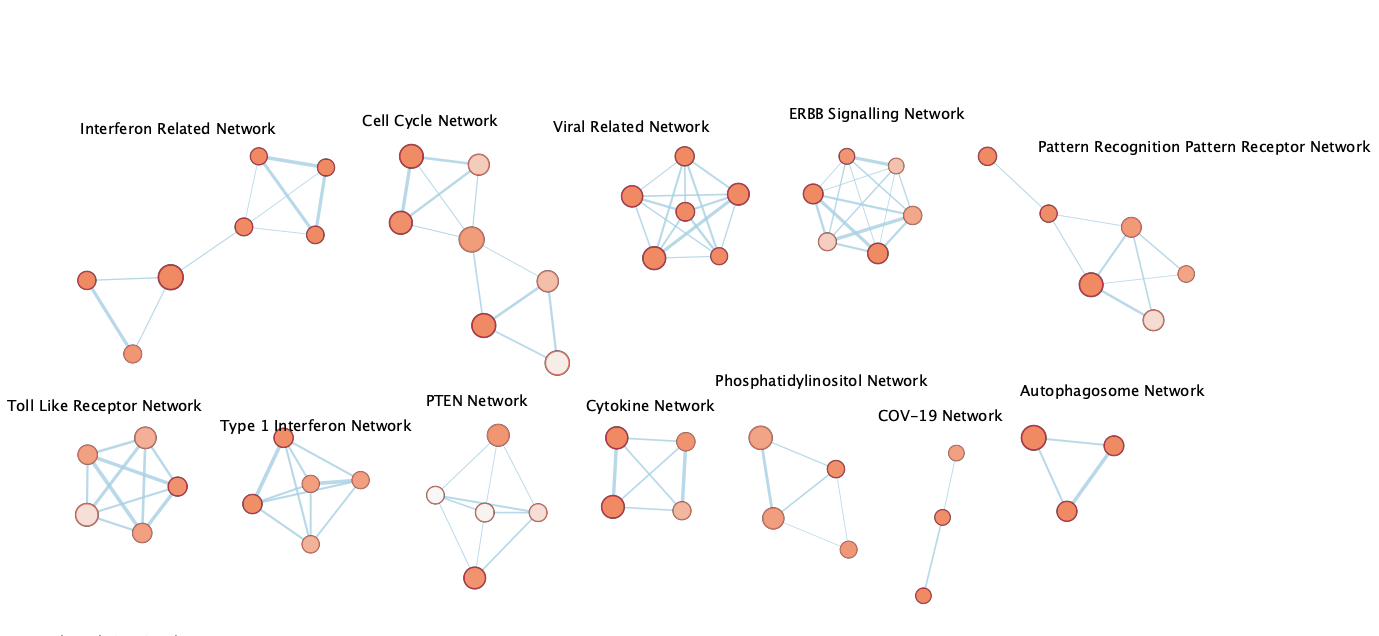 Interferon Related Network
Cell Cycle Network
Viral Related Network
ERBB Signalling Network
Pattern Recognition Pattern Receptor Network
Toll Like Receptor Network
Type 1 Interferon Network
PTEN Network
Cytokine Network
Phosphatidylinositol Network
COV-19 Network
Autophagosome Network